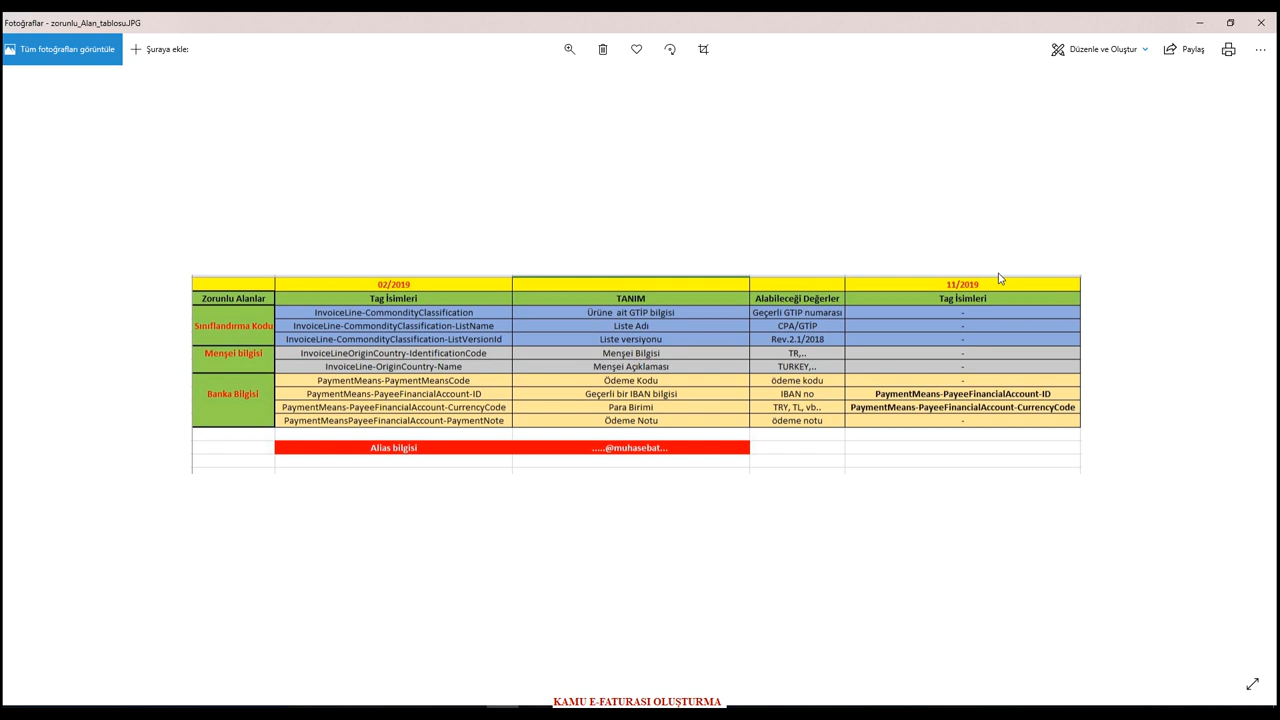 Fotoğraflar - zorunlu_Alan_tablosu.JPG
Tüm fotoğrafları görüntüle Şuraya ekle: Düzenle ve Oluştur Paylaş
02/2019 11/2019
Zorunlu Alanlar Tag İsimleri TANIM Alabileceği Değerler Tag İsimleri
InvoiceLine-CommondityClassification Ürüne ait GTİP bilgisi Geçerli GTIP numarası -
Sınıflandırma Kodu InvoiceLine-CommondityClassification-ListName Liste Adı CPA/GTİP -
InvoiceLine-CommondityClassification-ListVersionId Liste versiyonu Rev.2.1/2018 -
Menşei bilgisi InvoiceLineOriginCountry-IdentificationCode Menşei Bilgisi TR,.. -
InvoiceLine-OriginCountry-Name Menşei Açıklaması TURKEY,.. -
PaymentMeans-PaymentMeansCode Ödeme Kodu ödeme kodu -
Banka Bilgisi PaymentMeans-PayeeFinancialAccount-ID Geçerli bir IBAN bilgisi IBAN no PaymentMeans-PayeeFinancialAccount-ID
PaymentMeans-PayeeFinancialAccount-CurrencyCode Para Birimi TRY, TL, vb.. PaymentMeans-PayeeFinancialAccount-CurrencyCode
PaymentMeansPayeeFinancialAccount-PaymentNote Ödeme Notu ödeme notu -
Alias bilgisi .....@muhasebat...
KAMU E-FATURASI OLUŞTURMA